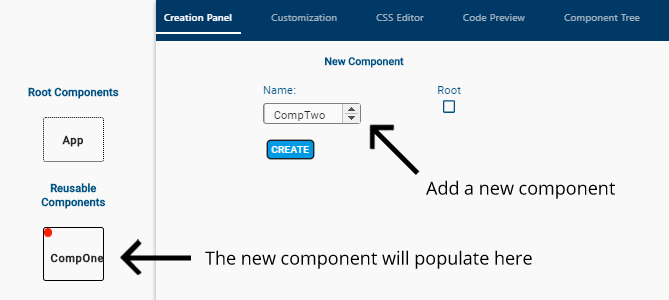 Creation Panel Customization CSS Editor Code Preview Component Tree
New Component
Root Components
Name: Root
App
CompTwo
CREATE
Add a new component
Reusable
Components
CompOne
The new component will populate here